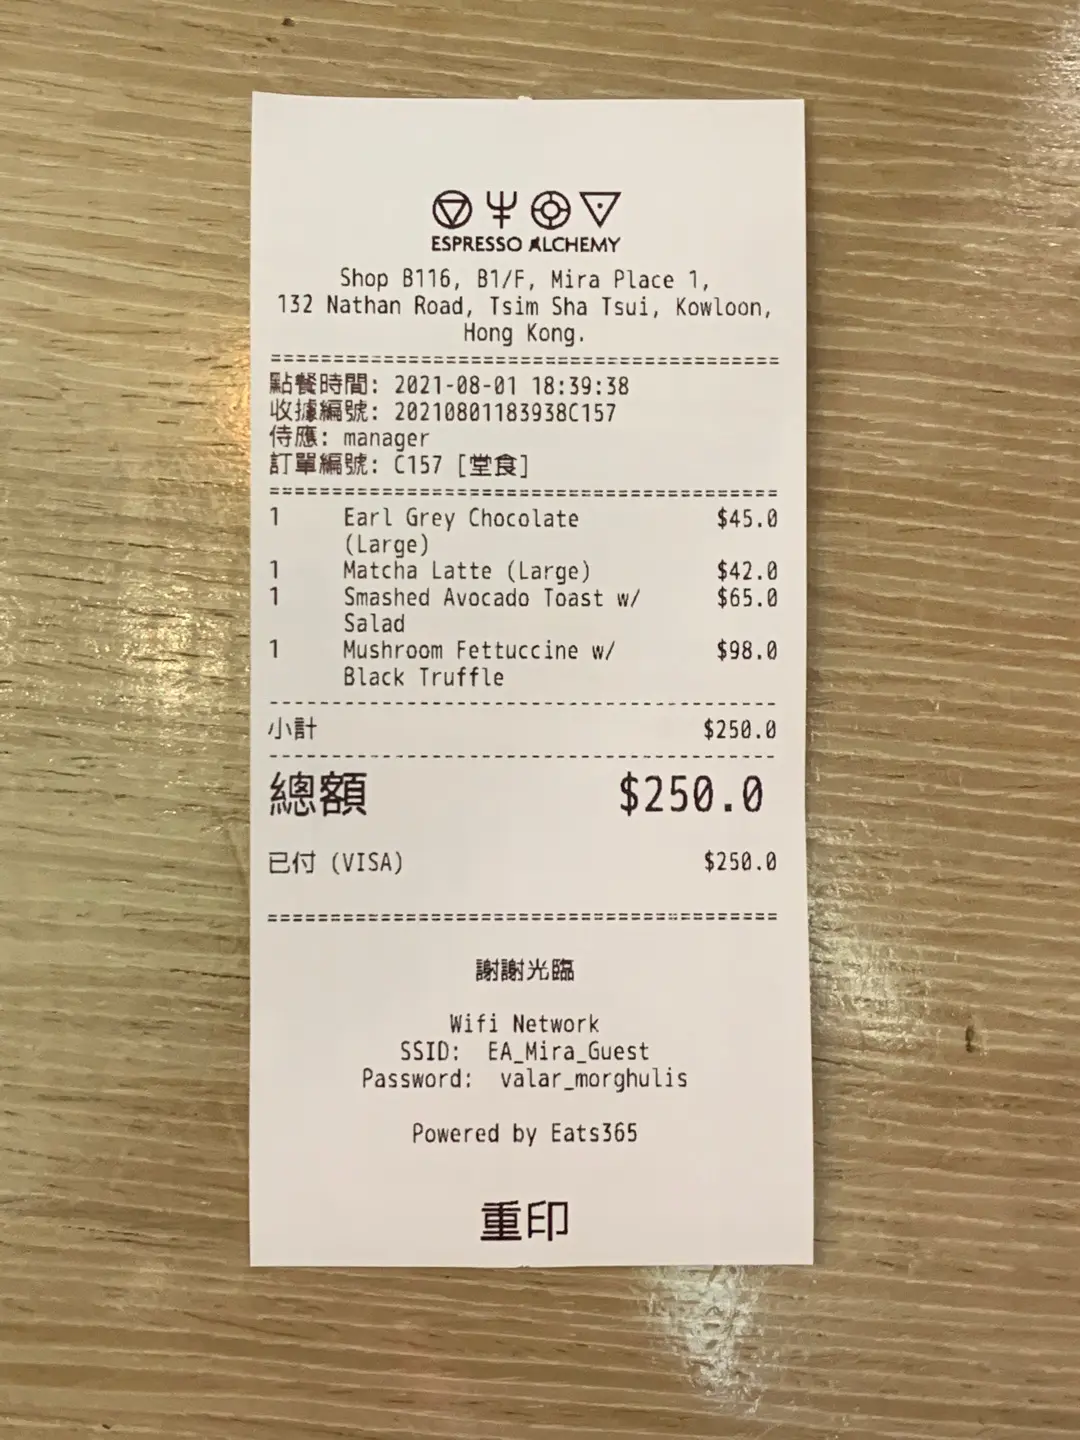 ESPRESSO ALCHEMY
Shop B116, B1/F, Mira Place 1,
132 Nathan Road, Tsim Sha Tsui, Kowloon,
Hong Kong.
=========================================
點餐時間: 2021-08-01 18:39:38
收據編號: 20210801183938C157
侍應: manager
訂單編號: C157 [堂食]
=========================================
1 Earl Grey Chocolate $45.0
(Large)
1 Matcha Latte (Large) $42.0
1 Smashed Avocado Toast w/ $65.0
Salad
1 Mushroom Fettuccine w/ $98.0
Black Truffle
-----------------------------------------
小計 $250.0
-----------------------------------------
總額 $250.0
已付 (VISA) $250.0
=========================================
謝謝光臨
Wifi Network
SSID: EA_Mira_Guest
Password: valar_morghulis
Powered by Eats365
重印